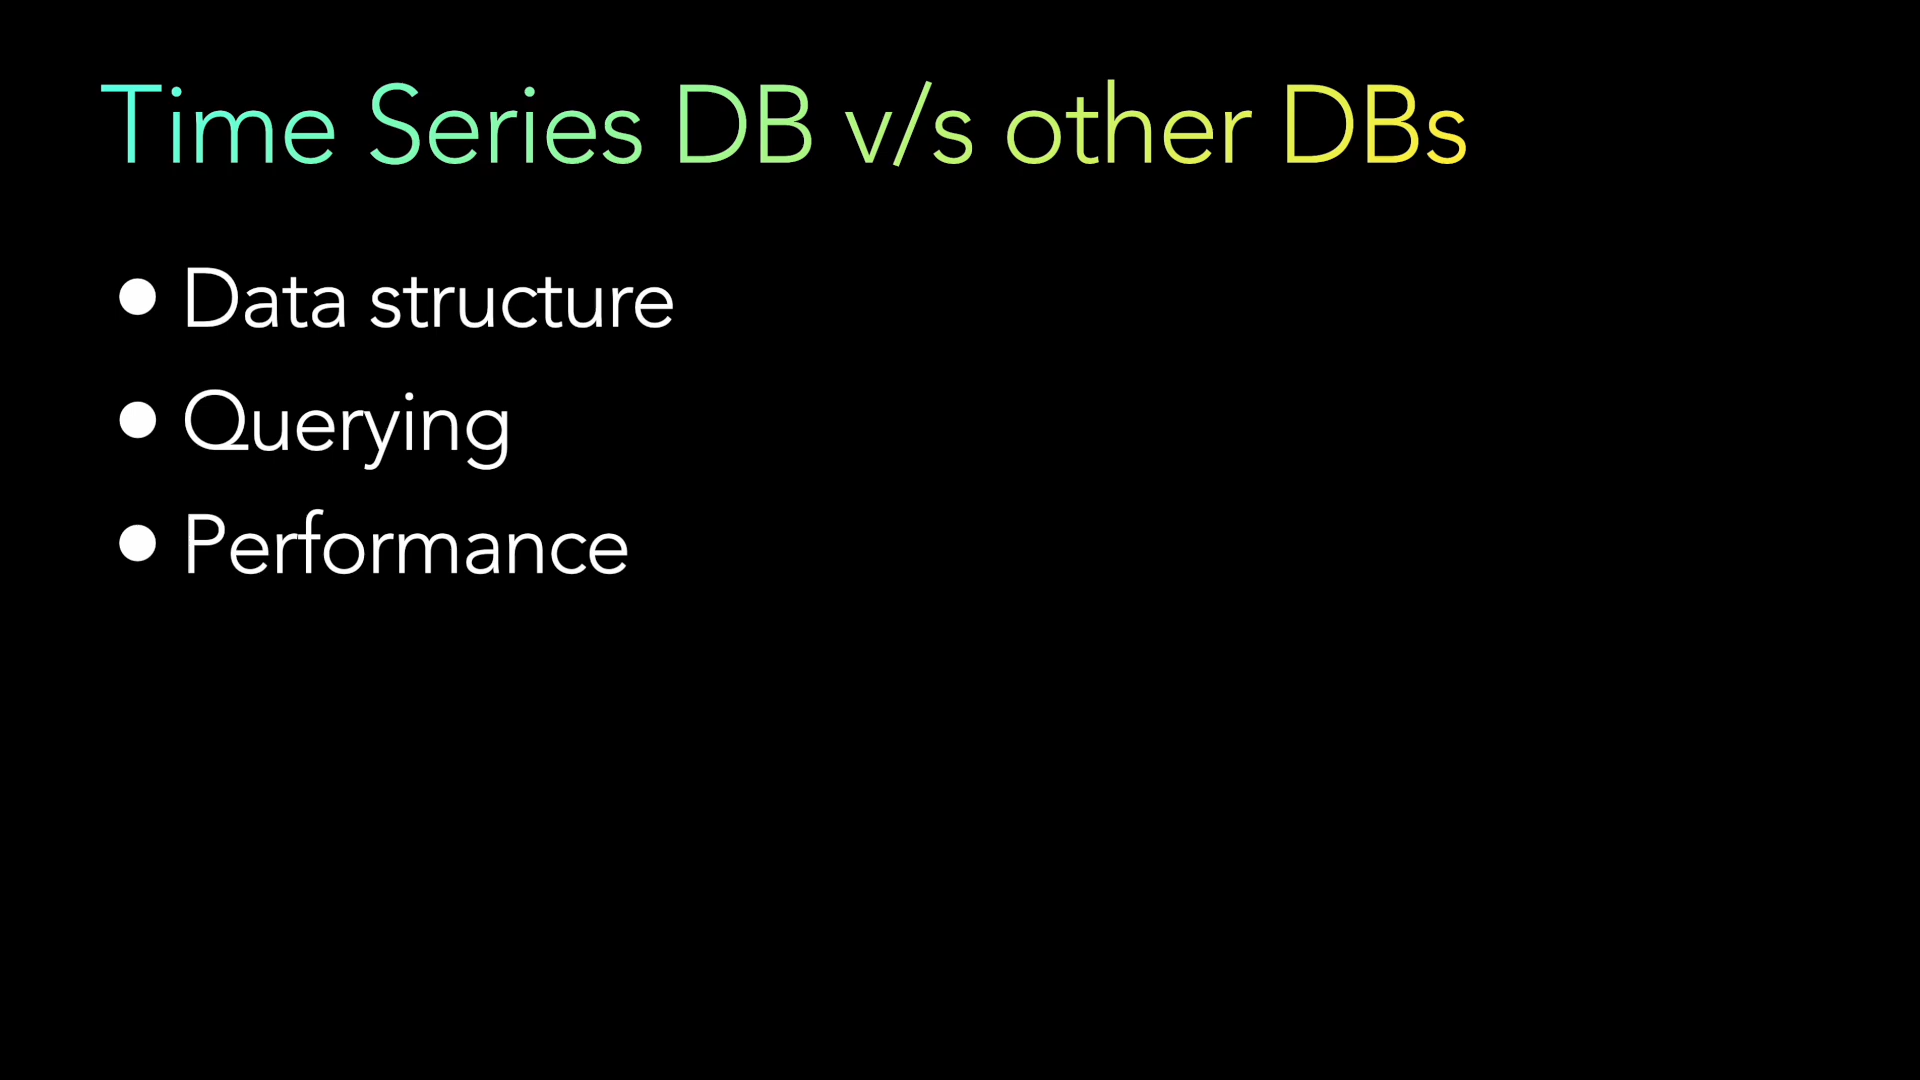 Time Series DB v/s other DBs
• Data structure
• Querying
• Performance